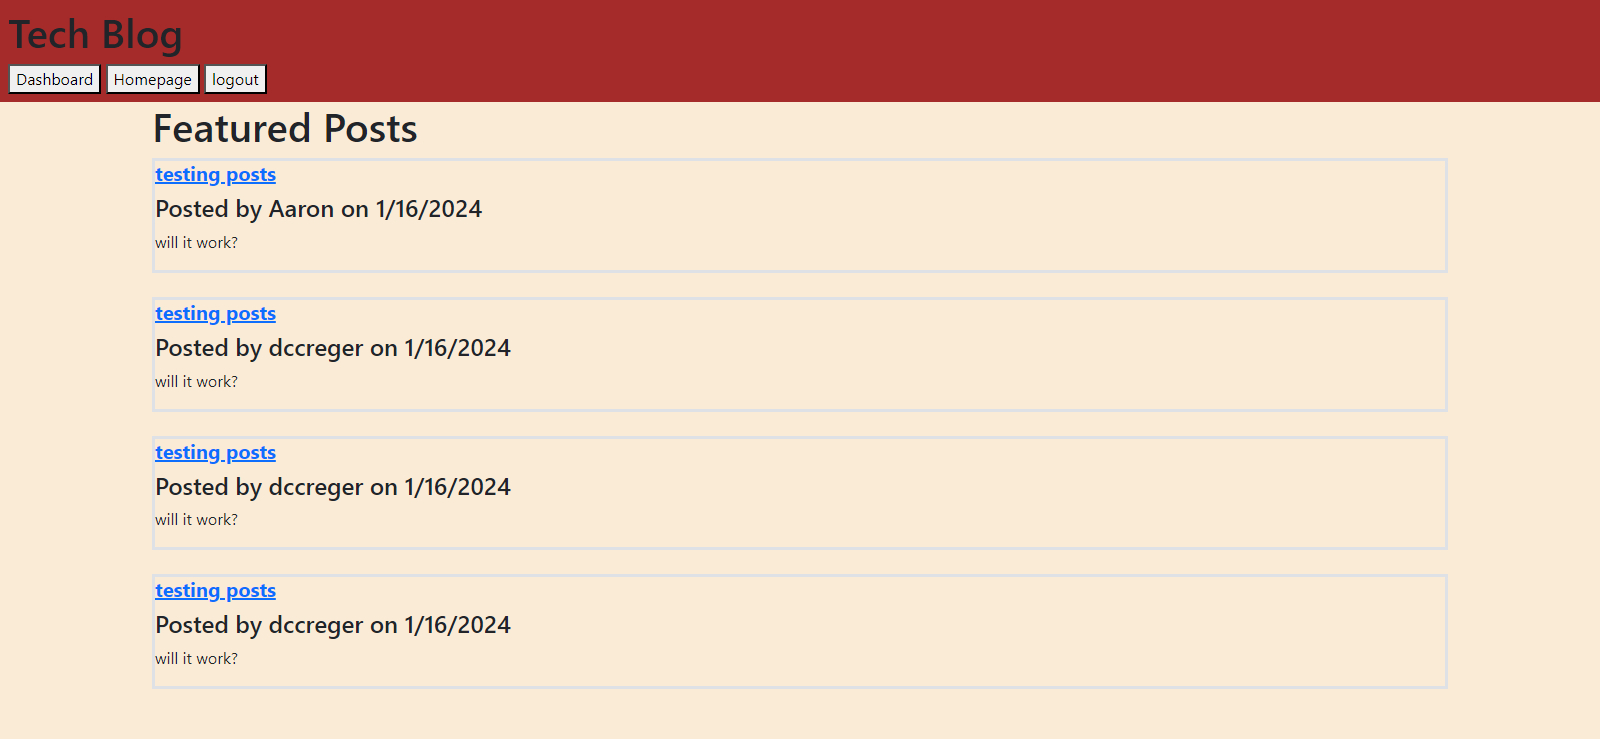 Tech Blog
Dashboard Homepage logout
Featured Posts
testing posts
Posted by Aaron on 1/16/2024
will it work?
testing posts
Posted by dccreger on 1/16/2024
will it work?
testing posts
Posted by dccreger on 1/16/2024
will it work?
testing posts
Posted by dccreger on 1/16/2024
will it work?